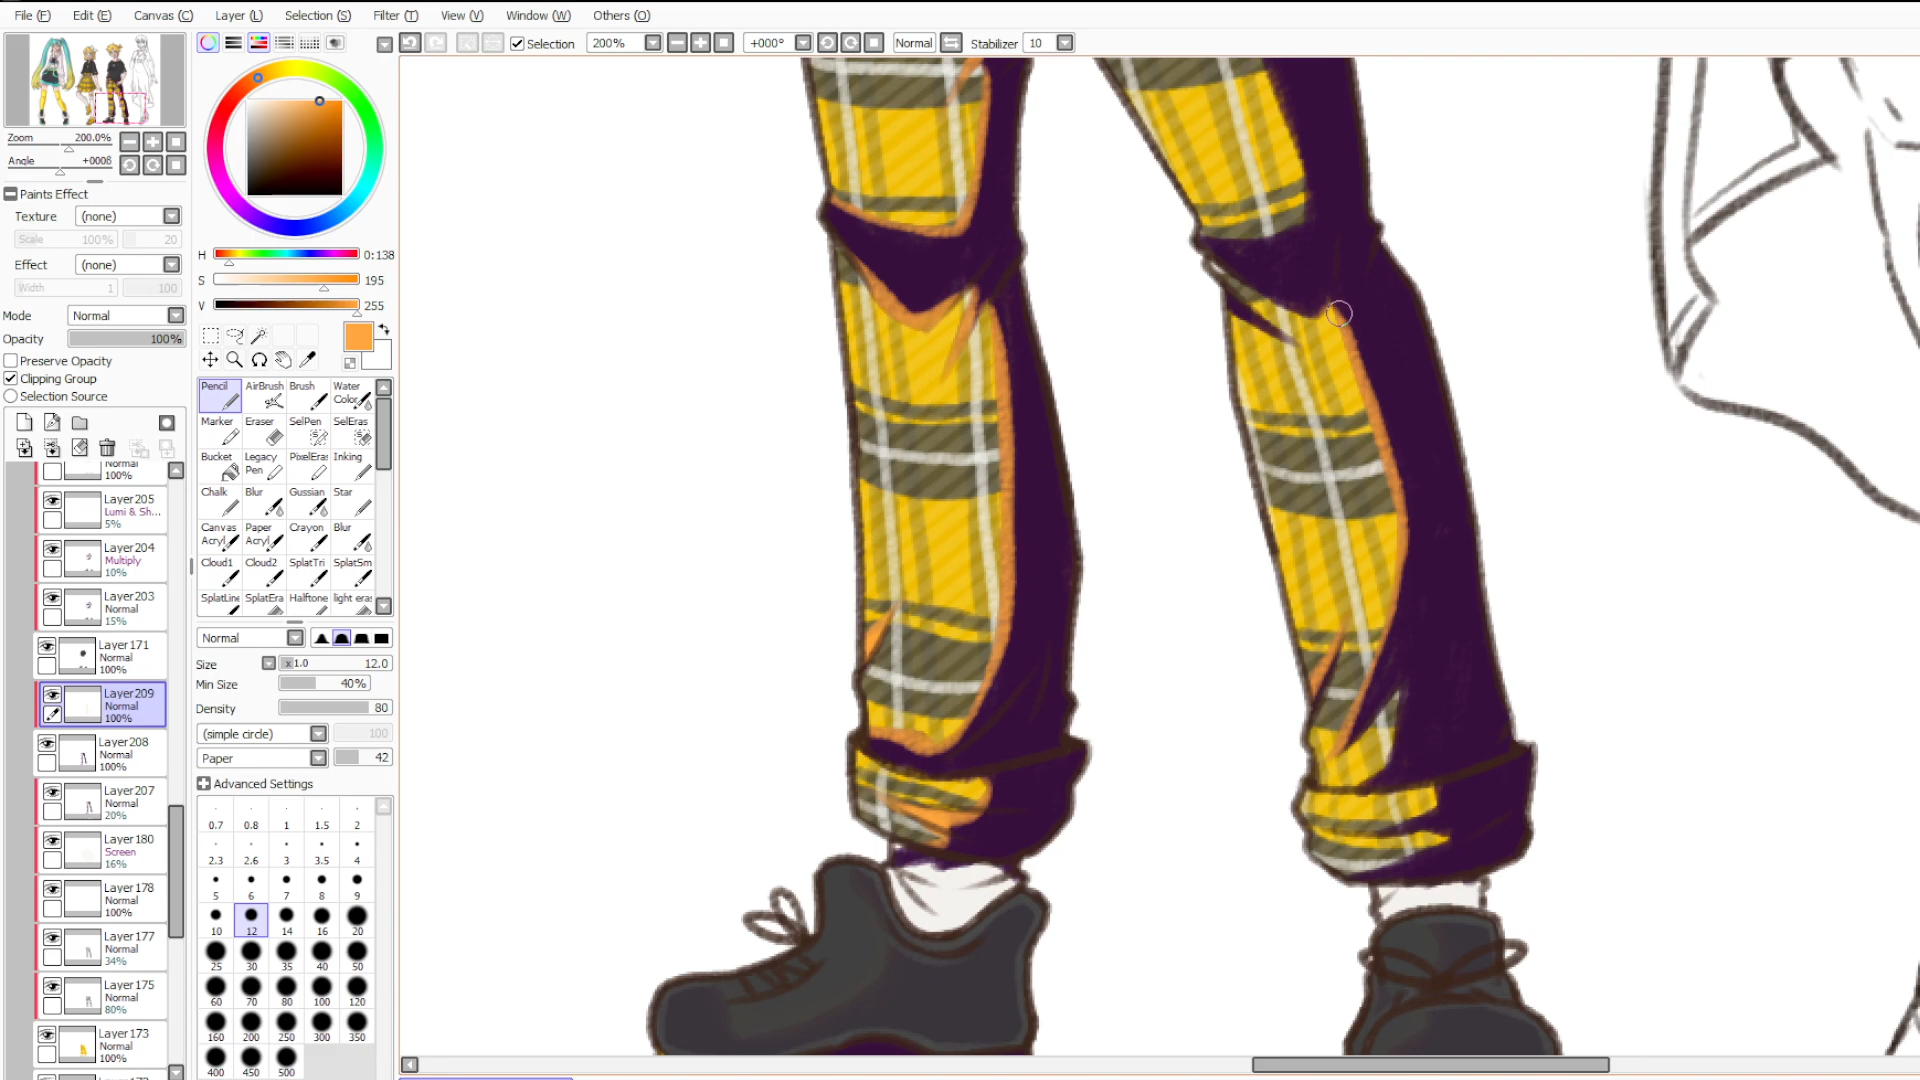 File (F) Edit (E) Canvas (C) Layer (L) Selection (S) Filter (T) View (V) Window (W) Others (O)
Selection 200% +000° Normal Stabilizer 10
Zoom 200.0%
Angle +0008
Paints Effect
Texture (none)
Scale 100% 20
Effect (none)
Width 1 100
Mode Normal
Opacity 100%
Preserve Opacity
Clipping Group
Selection Source
H 0:138
S 195
V 255
Normal
100%
Layer205
Lumi & Sh...
5%
Layer204
Multiply
10%
Layer203
Normal
15%
Layer171
Normal
100%
Layer209
Normal
100%
Layer208
Normal
100%
Layer207
Normal
20%
Layer180
Screen
16%
Layer178
Normal
100%
Layer177
Normal
34%
Layer175
Normal
80%
Layer173
Normal
100%
Pencil AirBrush Brush Water Color
Marker Eraser SelPen SelEras
Bucket Legacy Pen PixelEras Inking
Chalk Blur Gussian Star
Canvas Acryl Paper Acryl Crayon Blur
Cloud1 Cloud2 SplatTri SplatSm
SplatLine SplatEra Halftone light era
Normal
Size x1.0 12.0
Min Size 40%
Density 80
(simple circle) 100
Paper 42
Advanced Settings
0.7 0.8 1 1.5 2
2.3 2.6 3 3.5 4
5 6 7 8 9
10 12 14 16 20
25 30 35 40 50
60 70 80 100 120
160 200 250 300 350
400 450 500